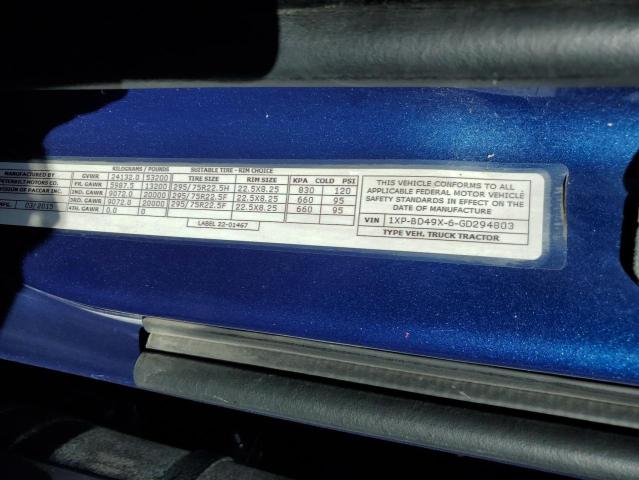 MANUFACTURED BY
PETERBILT MOTORS CO.
DIVISION OF PACCAR INC.
MFG. 03/2015
KILOGRAMS / POUNDS SUITABLE TIRE - RIM CHOICE
TIRE SIZE RIM SIZE KPA COLD PSI
GVWR 24132.0 53200
FR. GAWR 5987.5 13200 295/75R22.5H 22.5X8.25 830 120
2ND. GAWR 9072.0 20000 295/75R22.5F 22.5X8.25 660 95
3RD. GAWR 9072.0 20000 295/75R22.5F 22.5X8.25 660 95
4TH. GAWR 0.0 0
LABEL 22-01467
THIS VEHICLE CONFORMS TO ALL
APPLICABLE FEDERAL MOTOR VEHICLE
SAFETY STANDARDS IN EFFECT ON THE
DATE OF MANUFACTURE
VIN 1XP-BD49X-6-GD294803
TYPE VEH. TRUCK TRACTOR